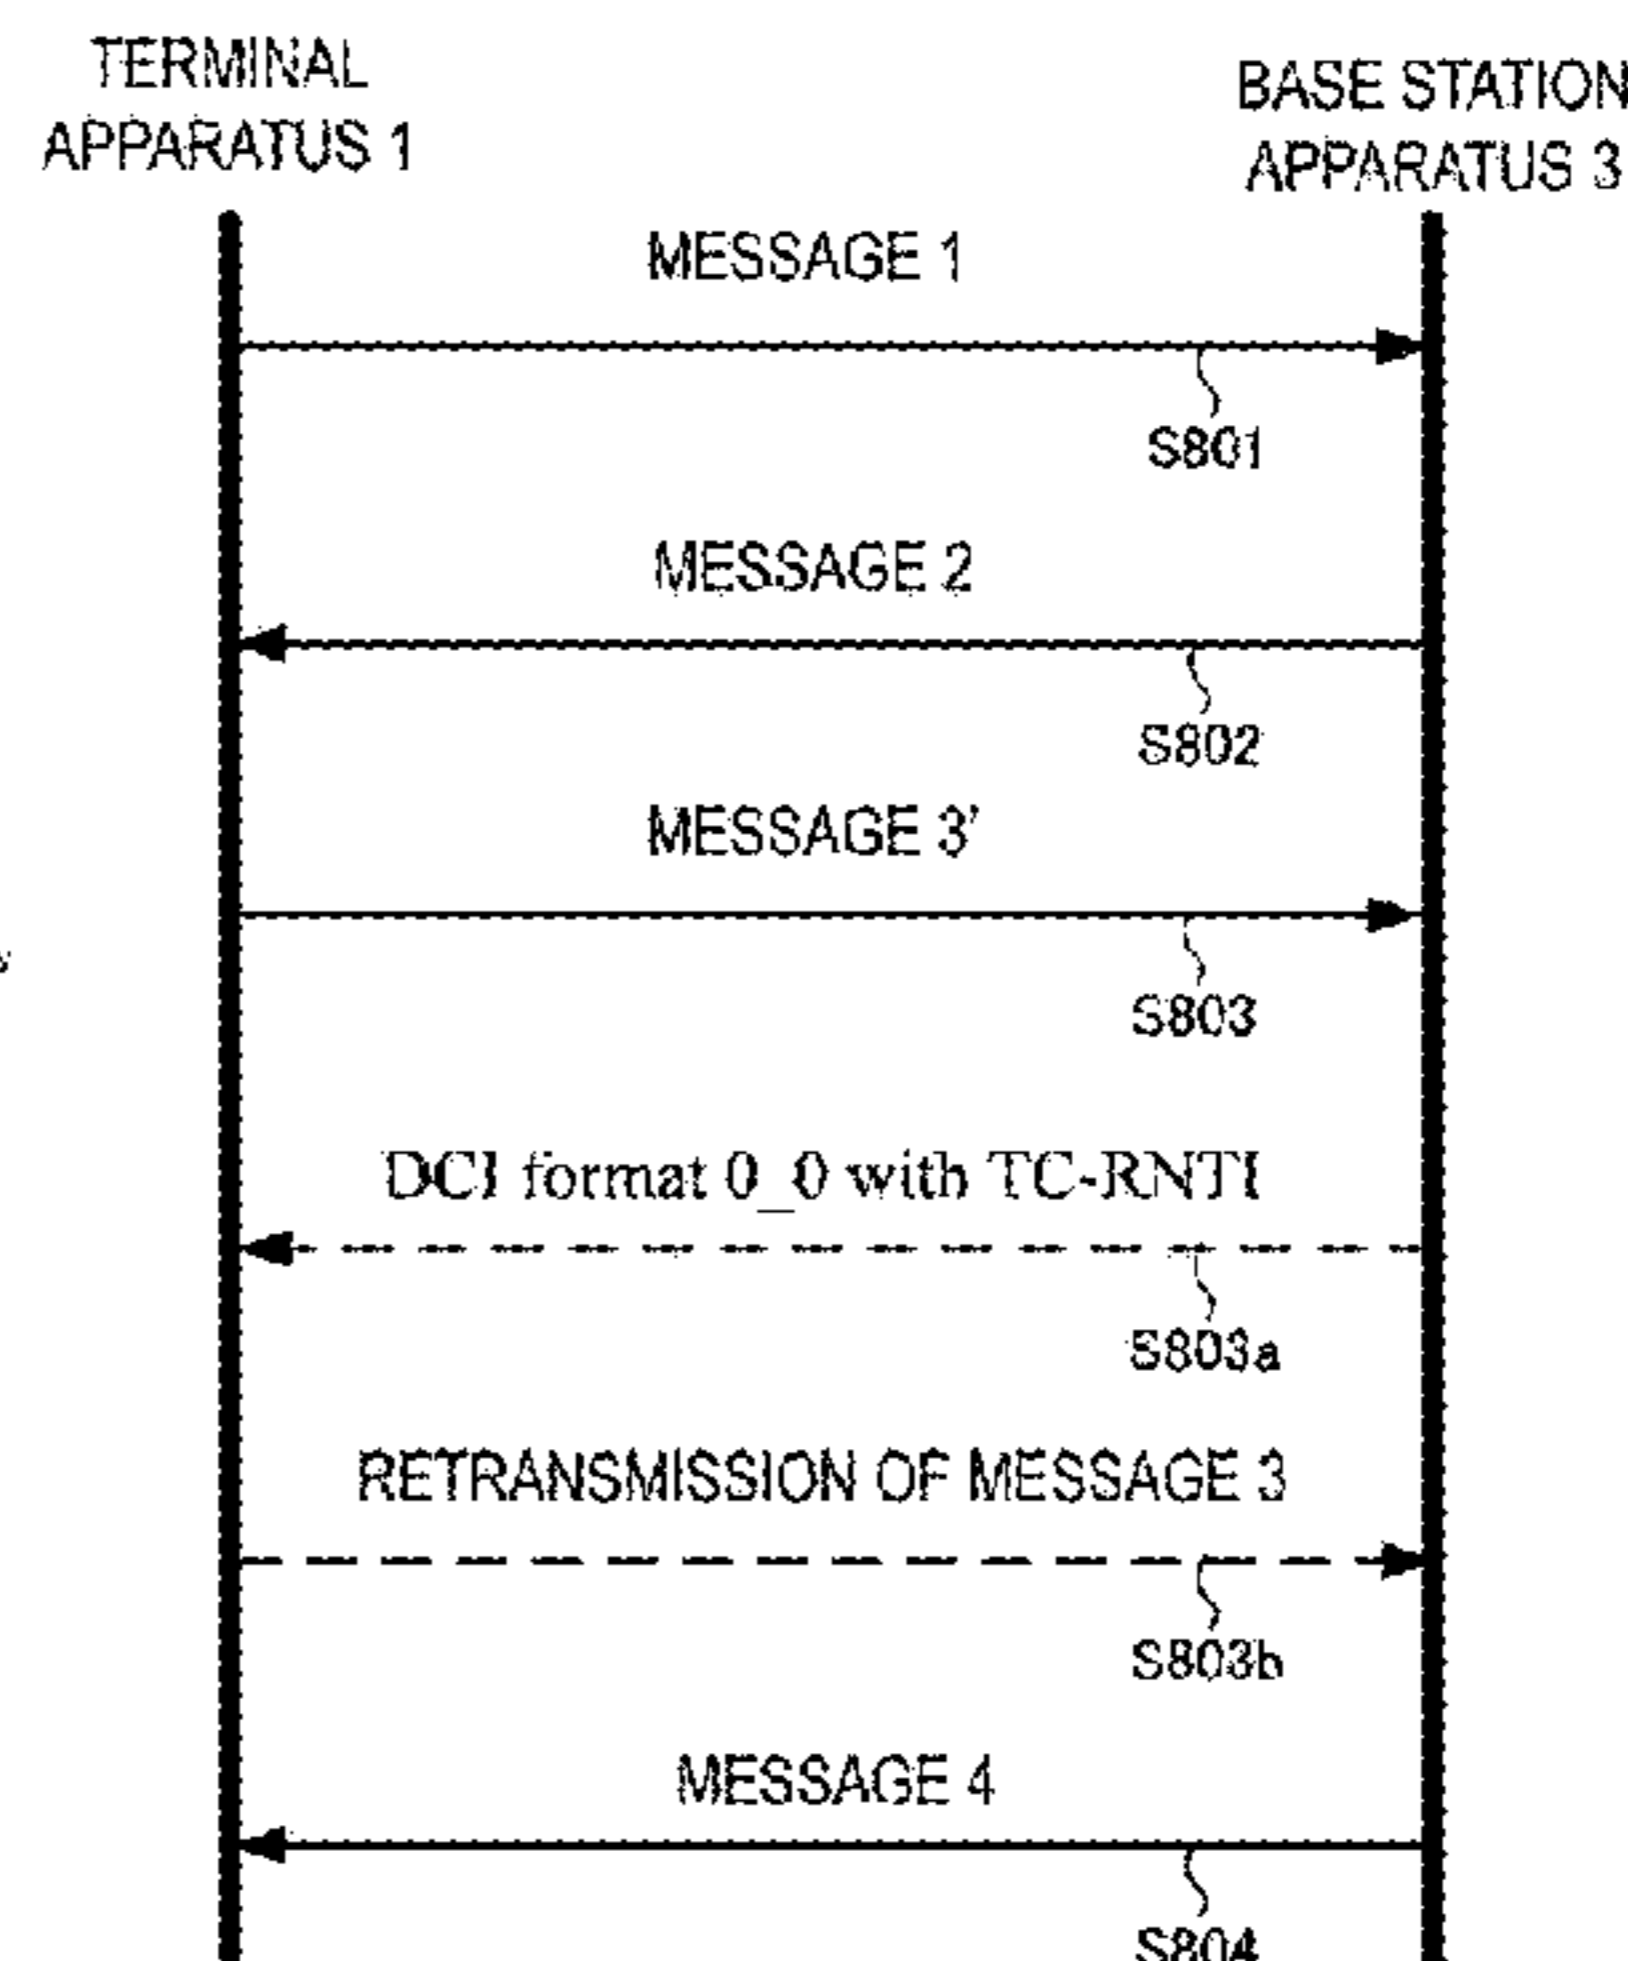 TERMINAL
APPARATUS 1
BASE STATION
APPARATUS 3
MESSAGE 1
S801
MESSAGE 2
S802
MESSAGE 3'
S803
DCI format 0_0 with TC-RNTI
S803a
RETRANSMISSION OF MESSAGE 3
S803b
MESSAGE 4
S804